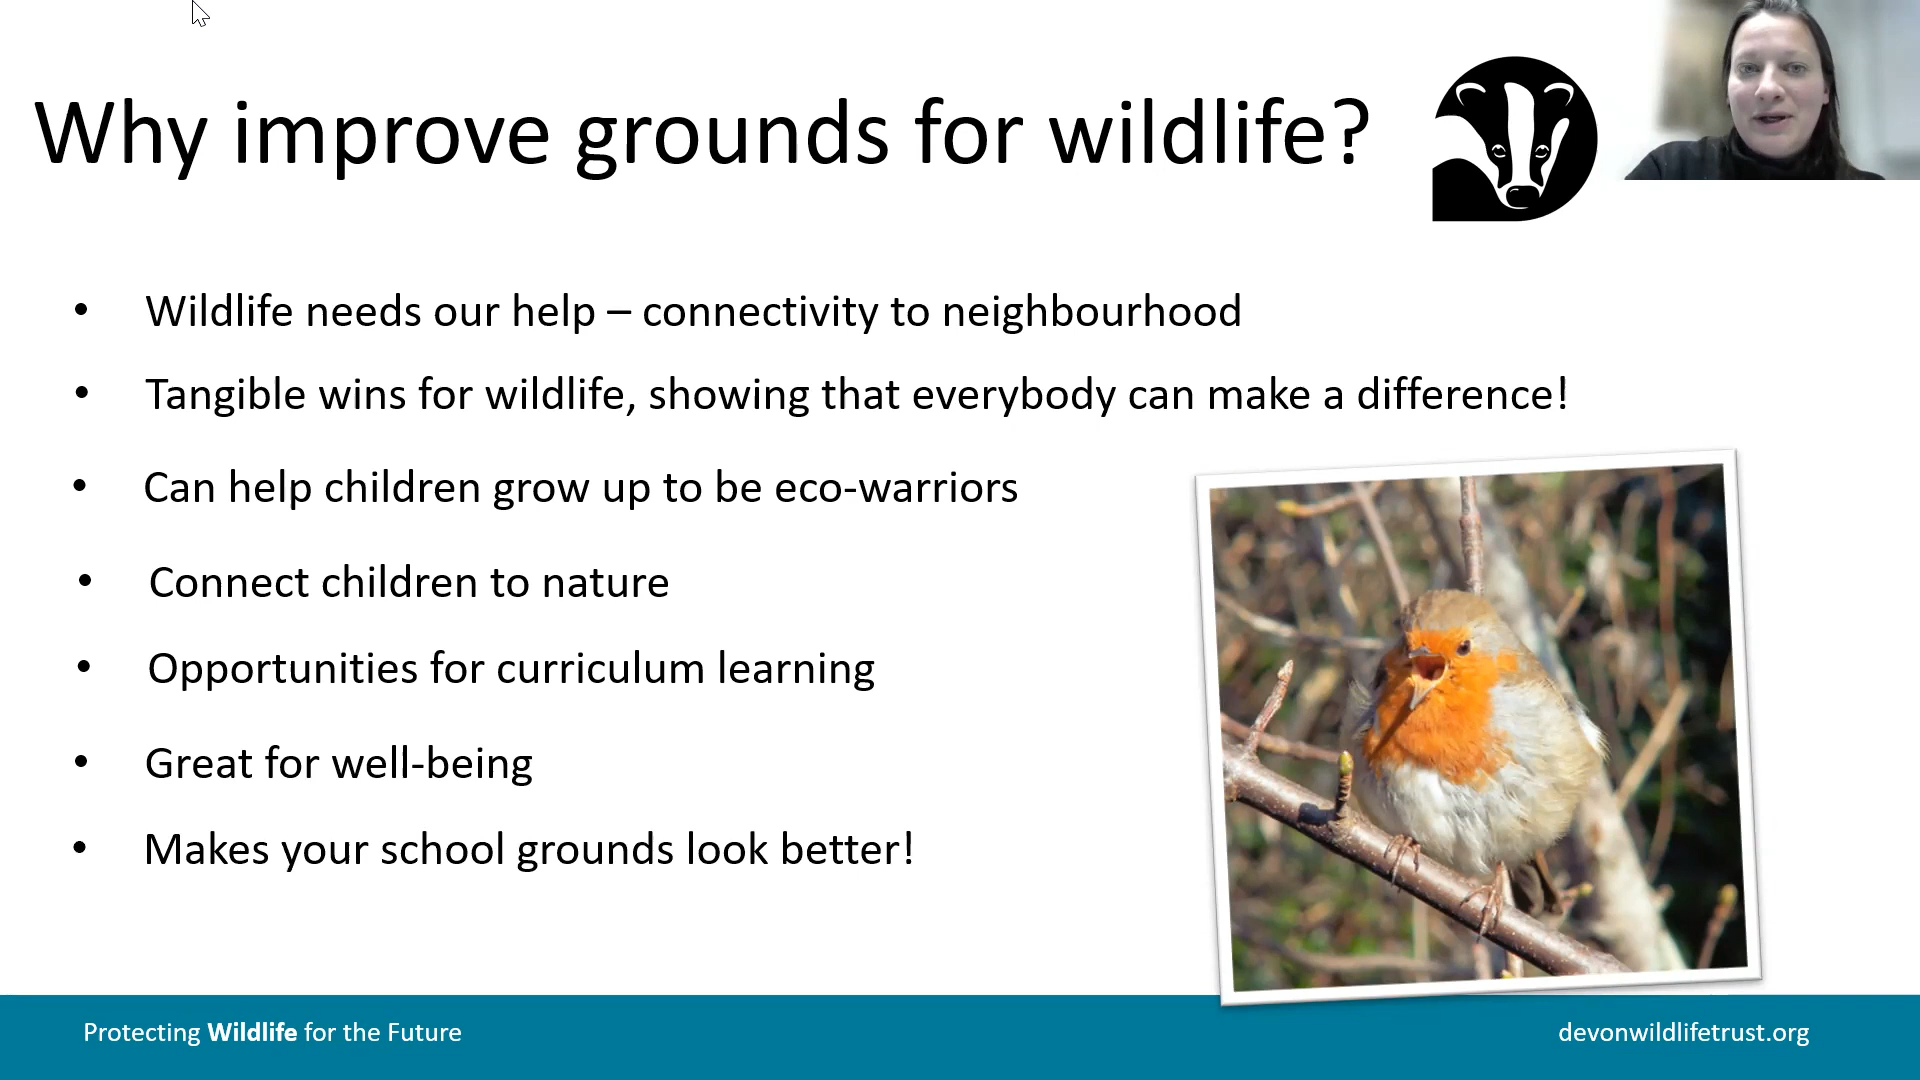 Why improve grounds for wildlife?
• Wildlife needs our help – connectivity to neighbourhood
• Tangible wins for wildlife, showing that everybody can make a difference!
• Can help children grow up to be eco-warriors
• Connect children to nature
• Opportunities for curriculum learning
• Great for well-being
• Makes your school grounds look better!
Protecting Wildlife for the Future
devonwildlifetrust.org